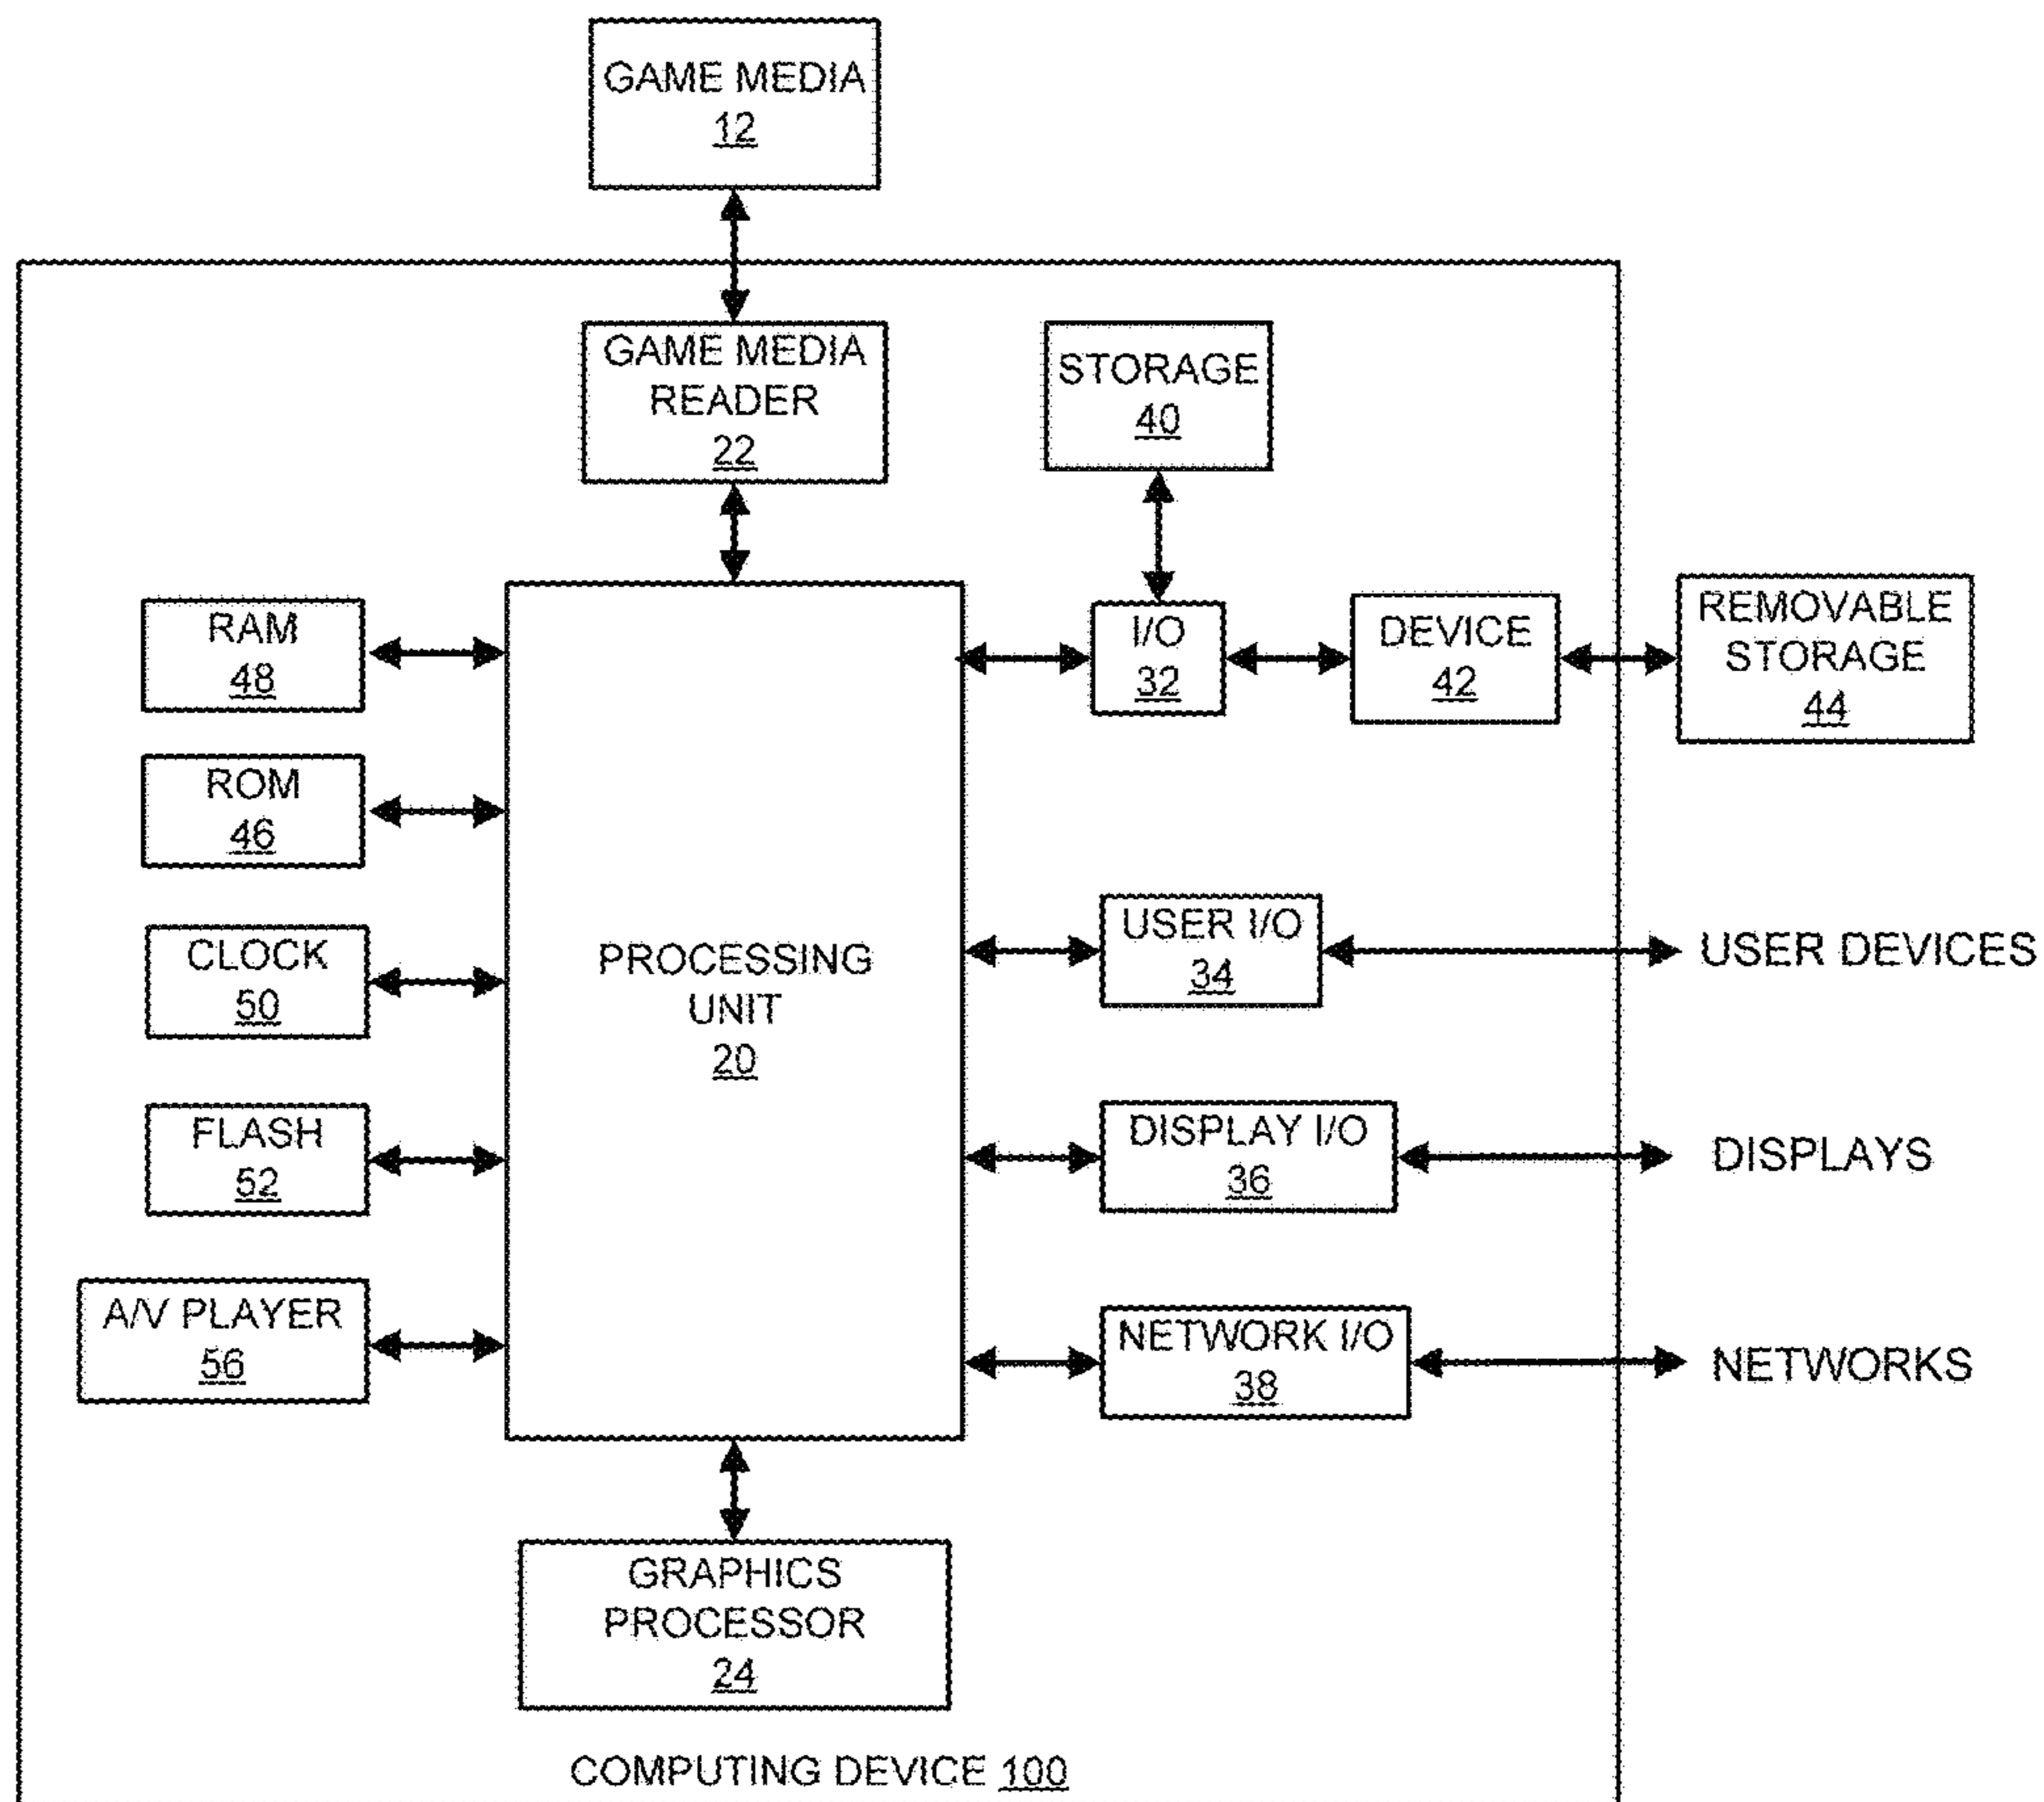 GAME MEDIA
12
GAME MEDIA
READER
22
STORAGE
40
RAM
48
I/O
32
DEVICE
42
REMOVABLE
STORAGE
44
ROM
46
CLOCK
50
PROCESSING
UNIT
20
USER I/O
34
USER DEVICES
FLASH
52
DISPLAY I/O
36
DISPLAYS
A/V PLAYER
56
NETWORK I/O
38
NETWORKS
GRAPHICS
PROCESSOR
24
COMPUTING DEVICE 100